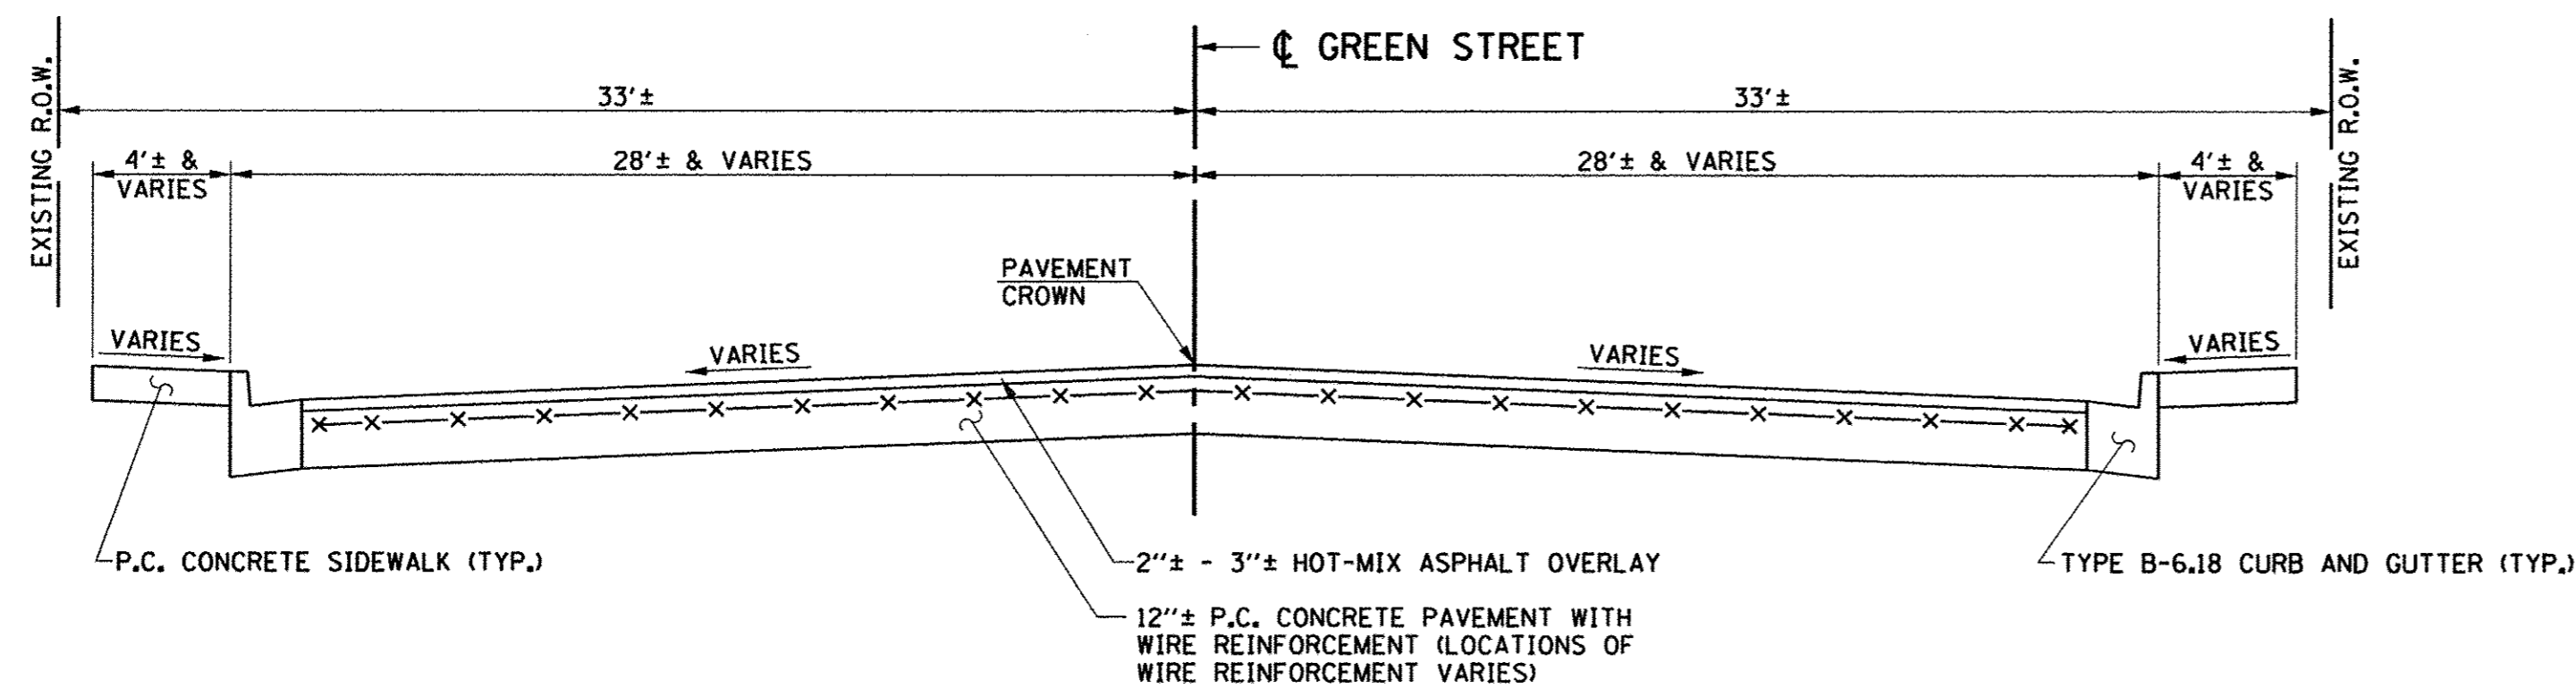 ℄ GREEN STREET
EXISTING R.O.W.
33'±
33'±
EXISTING R.O.W.
4'± &
VARIES
28'± & VARIES
28'± & VARIES
4'± &
VARIES
PAVEMENT
CROWN
VARIES
VARIES
VARIES
VARIES
P.C. CONCRETE SIDEWALK (TYP.)
2"± - 3"± HOT-MIX ASPHALT OVERLAY
TYPE B-6.18 CURB AND GUTTER (TYP.)
12"± P.C. CONCRETE PAVEMENT WITH
WIRE REINFORCEMENT (LOCATIONS OF
WIRE REINFORCEMENT VARIES)